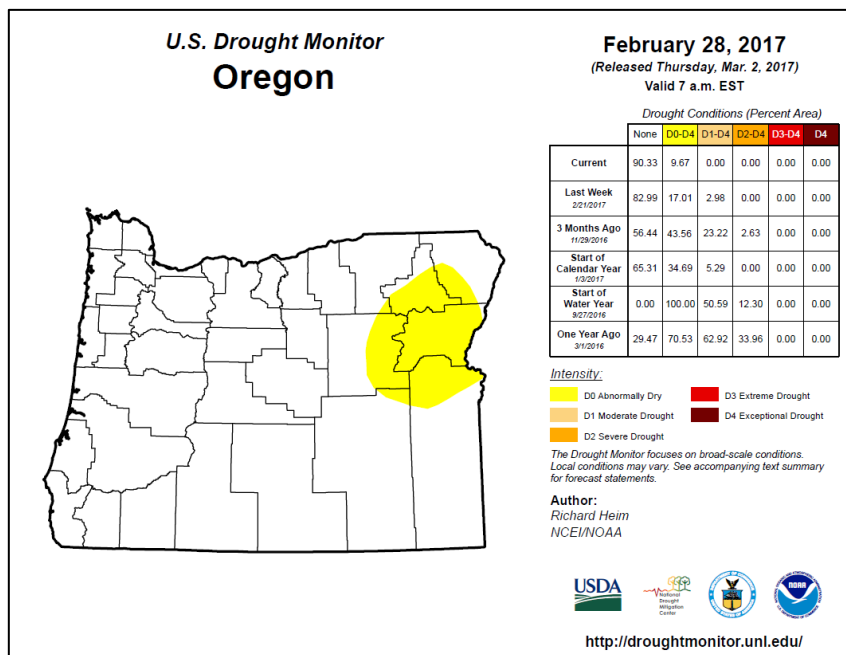 U.S. Drought Monitor
Oregon
February 28, 2017
(Released Thursday, Mar. 2, 2017)
Valid 7 a.m. EST
Drought Conditions (Percent Area)
None D0-D4 D1-D4 D2-D4 D3-D4 D4
Current 90.33 9.67 0.00 0.00 0.00 0.00
Last Week
2/21/2017
82.99 17.01 2.98 0.00 0.00 0.00
3 Months Ago
11/29/2016
56.44 43.56 23.22 2.63 0.00 0.00
Start of
Calendar Year
1/3/2017
65.31 34.69 5.29 0.00 0.00 0.00
Start of
Water Year
9/27/2016
0.00 100.00 50.59 12.30 0.00 0.00
One Year Ago
3/1/2016
29.47 70.53 62.92 33.96 0.00 0.00
Intensity:
D0 Abnormally Dry
D1 Moderate Drought
D2 Severe Drought
D3 Extreme Drought
D4 Exceptional Drought
The Drought Monitor focuses on broad-scale conditions.
Local conditions may vary. See accompanying text summary
for forecast statements.
Author:
Richard Heim
NCEI/NOAA
USDA
National
Drought
Mitigation
Center
NOAA
http://droughtmonitor.unl.edu/